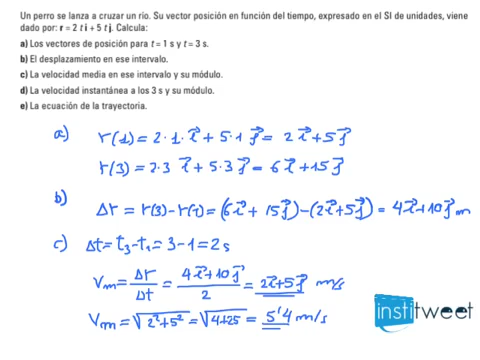 Un perro se lanza a cruzar un río. Su vector posición en función del tiempo, expresado en el SI de unidades, viene
dado por: r = 2 t i + 5 t j. Calcula:
a) Los vectores de posición para t = 1 s y t = 3 s.
b) El desplazamiento en ese intervalo.
c) La velocidad media en ese intervalo y su módulo.
d) La velocidad instantánea a los 3 s y su módulo.
e) La ecuación de la trayectoria.
a) r(1) = 2·1·i⃗ + 5·1 j⃗ = 2i⃗ + 5j⃗
r(3) = 2·3 i⃗ + 5·3 j⃗ = 6i⃗ + 15j⃗
b) Δr = r(3) - r(1) = (6i⃗ + 15j⃗) - (2i⃗ + 5j⃗) = 4i⃗ + 10j⃗ m
c) Δt = t₃ - t₁ = 3 - 1 = 2 s
Vm = Δr/Δt = (4i⃗ + 10j⃗)/2 = 2i⃗ + 5j⃗ m/s
Vm = √(2² + 5²) = √(4+25) = 5'4 m/s
institweet